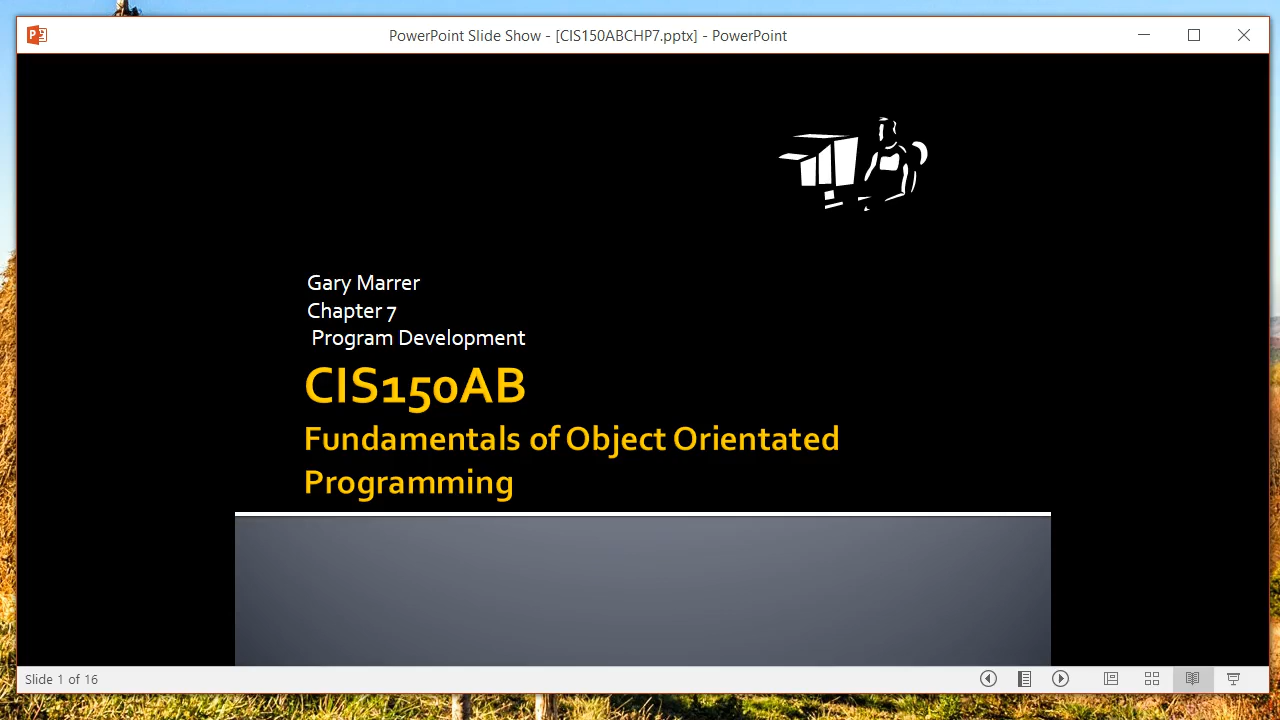 PowerPoint Slide Show - [CIS150ABCHP7.pptx] - PowerPoint
Gary Marrer
Chapter 7
Program Development
CIS150AB
Fundamentals of Object Orientated
Programming
Slide 1 of 16